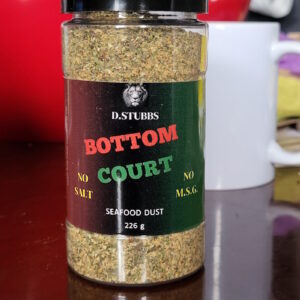 D.STUBBS
BOTTOM
COURT
NO
SALT
NO
M.S.G.
SEAFOOD DUST
226 g